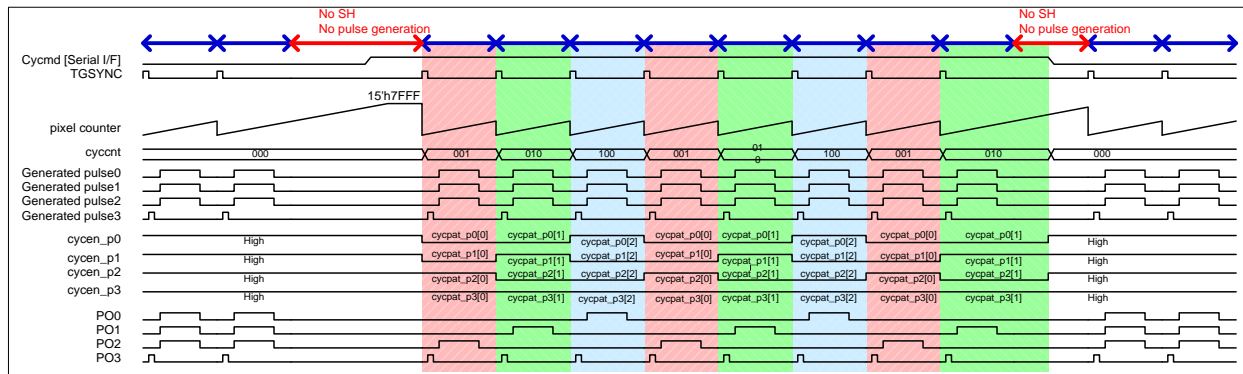 No SH
No pulse generation
No SH
No pulse generation
Cycmd [Serial I/F]
TGSYNC
15'h7FFF
pixel counter
cyccnt 000 001 010 100 001 01 0 100 001 010 000
Generated pulse0
Generated pulse1
Generated pulse2
Generated pulse3
cycen_p0 High cycpat_p0[0] cycpat_p0[1] cycpat_p0[2] cycpat_p0[0] cycpat_p0[1] cycpat_p0[2] cycpat_p0[0] cycpat_p0[1] High
cycen_p1 High cycpat_p1[0] cycpat_p1[1] cycpat_p1[2] cycpat_p1[0] cycpat_p1[1] cycpat_p1[2] cycpat_p1[0] cycpat_p1[1] High
cycen_p2 High cycpat_p2[0] cycpat_p2[1] cycpat_p2[2] cycpat_p2[0] cycpat_p2[1] cycpat_p2[2] cycpat_p2[0] cycpat_p2[1] High
cycen_p3 High cycpat_p3[0] cycpat_p3[1] cycpat_p3[2] cycpat_p3[0] cycpat_p3[1] cycpat_p3[2] cycpat_p3[0] cycpat_p3[1] High
PO0
PO1
PO2
PO3